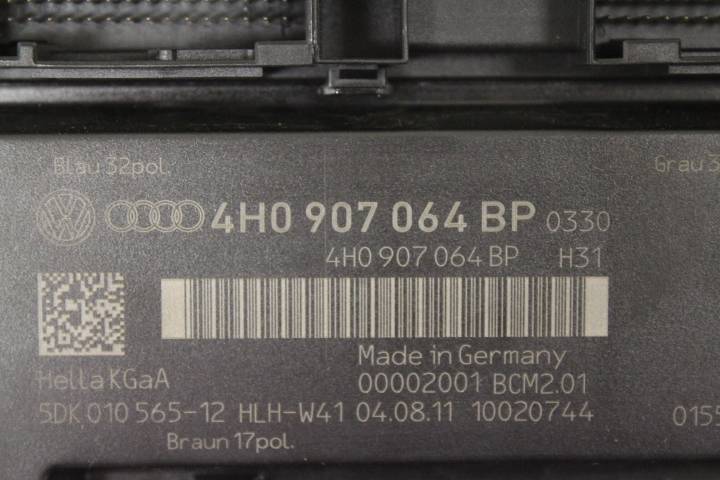 Blau 32pol.
Grau 3
4H0 907 064 BP 0330
4H0 907 064 BP H31
Made in Germany
Hella KGaA
00002001 BCM2.01
5DK 010 565-12 HLH-W41 04.08.11 10020744
0155
Braun 17pol.